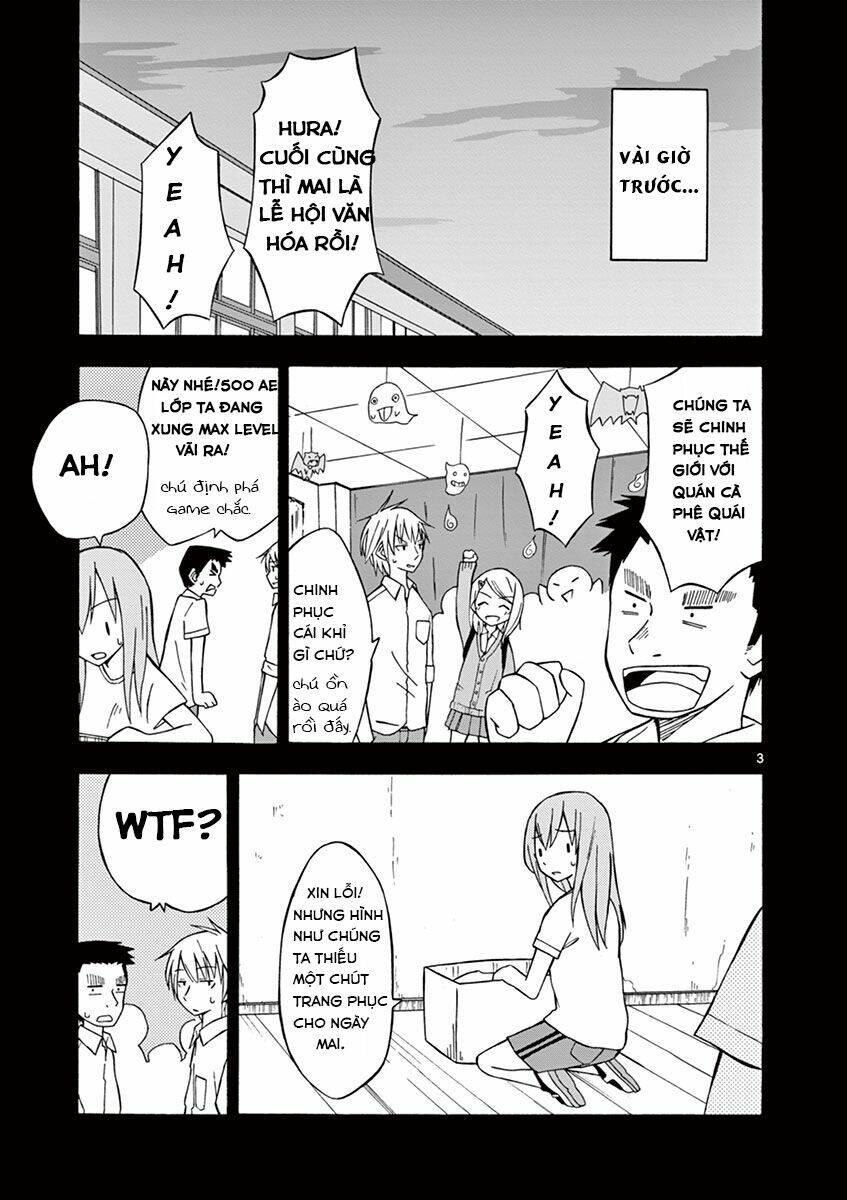 VÀI GIỜ
TRƯỚC...
HURA!
CUỐI CÙNG
THÌ MAI LÀ
LỄ HỘI VĂN
HÓA RỒI!
YEAH!
CHÚNG TA
SẼ CHINH
PHỤC THẾ
GIỚI VỚI
QUÁN CÀ
PHÊ QUÁI
VẬT!
YEAH!
CHINH
PHỤC
CÁI KHỈ
GÌ CHỨ?
chú ồn
ào quá
rồi đấy.
NÀY NHÉ!500 AE
LỚP TA ĐANG
XUNG MAX LEVEL
VÃI RA!
chú định phá
game chắc.
AH!
3
XIN LỖI!
NHƯNG HÌNH
NHƯ CHÚNG
TA THIẾU
MỘT CHÚT
TRANG PHỤC
CHO NGÀY
MAI.
WTF?